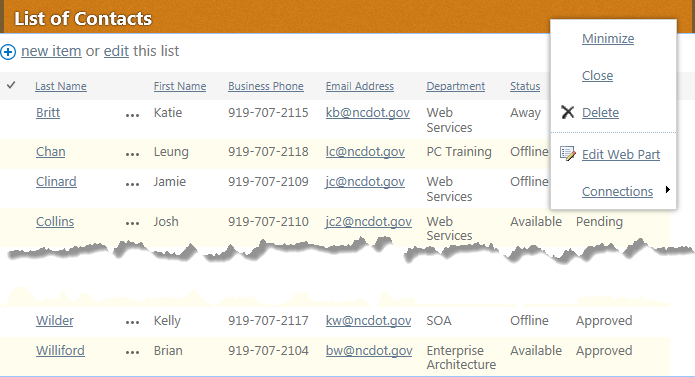 List of Contacts
new item or edit this list
Last Name First Name Business Phone Email Address Department Status
Britt ... Katie 919-707-2115 kb@ncdot.gov Web Services Away
Chan ... Leung 919-707-2118 lc@ncdot.gov PC Training Offline
Clinard ... Jamie 919-707-2109 jc@ncdot.gov Web Services Offline
Collins ... Josh 919-707-2110 jc2@ncdot.gov Web Services Available Pending
Wilder ... Kelly 919-707-2117 kw@ncdot.gov SOA Offline Approved
Williford ... Brian 919-707-2104 bw@ncdot.gov Enterprise Architecture Available Approved
Minimize
Close
Delete
Edit Web Part
Connections